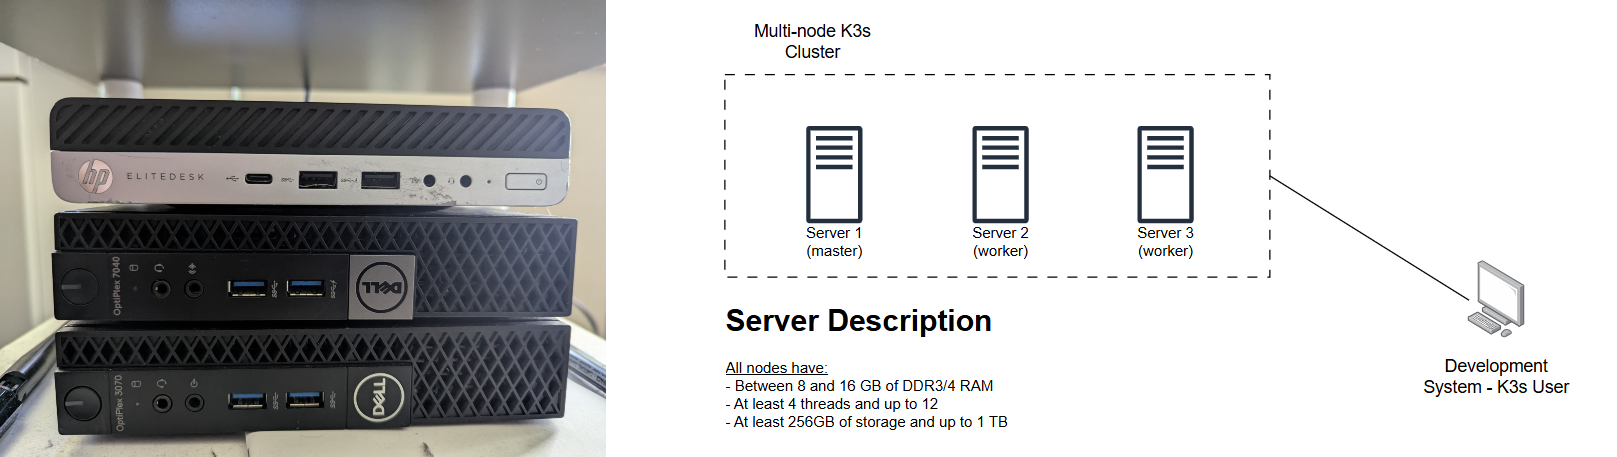 hp
ELITEDESK
OptiPlex 7040
DELL
OptiPlex 3070
DELL
Multi-node K3s
Cluster
Server 1
(master)
Server 2
(worker)
Server 3
(worker)
Server Description
All nodes have:
- Between 8 and 16 GB of DDR3/4 RAM
- At least 4 threads and up to 12
- At least 256GB of storage and up to 1 TB
Development
System - K3s User